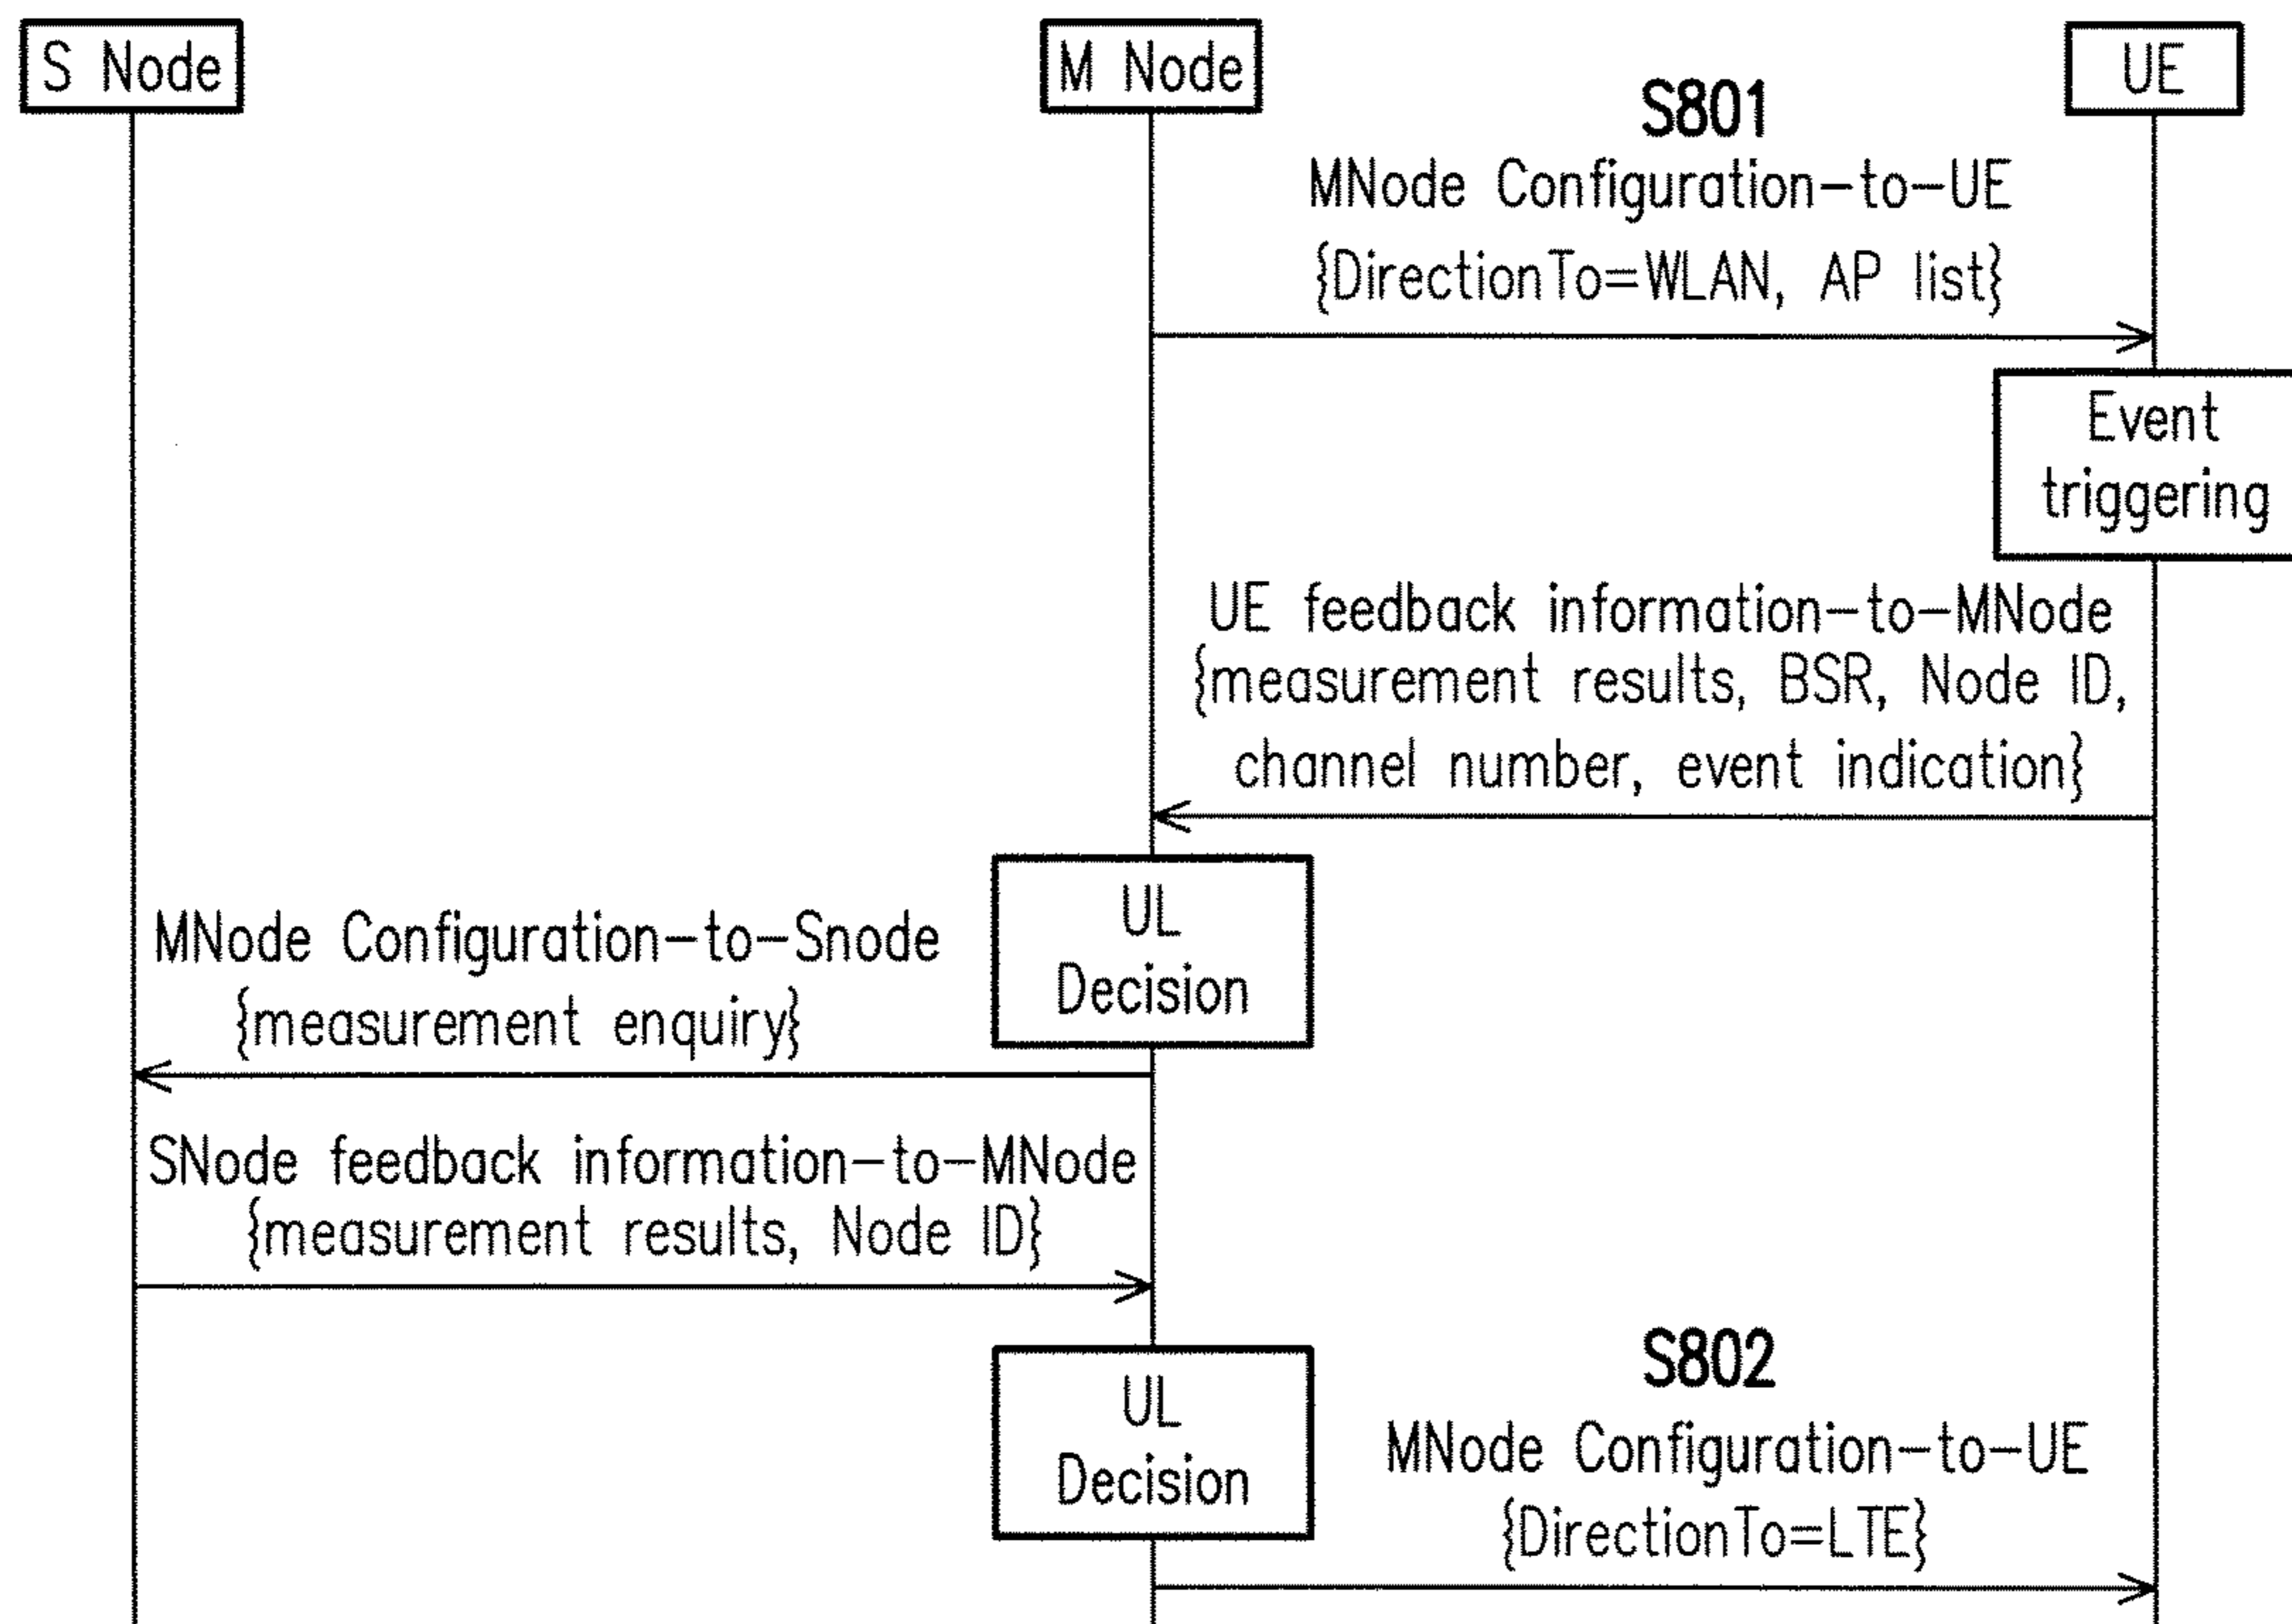 S Node
M Node
UE
S801
MNode Configuration-to-UE
{DirectionTo=WLAN, AP list}
Event
triggering
UE feedback information-to-MNode
{measurement results, BSR, Node ID,
channel number, event indication}
UL
Decision
MNode Configuration-to-Snode
{measurement enquiry}
SNode feedback information-to-MNode
{measurement results, Node ID}
UL
Decision
S802
MNode Configuration-to-UE
{DirectionTo=LTE}